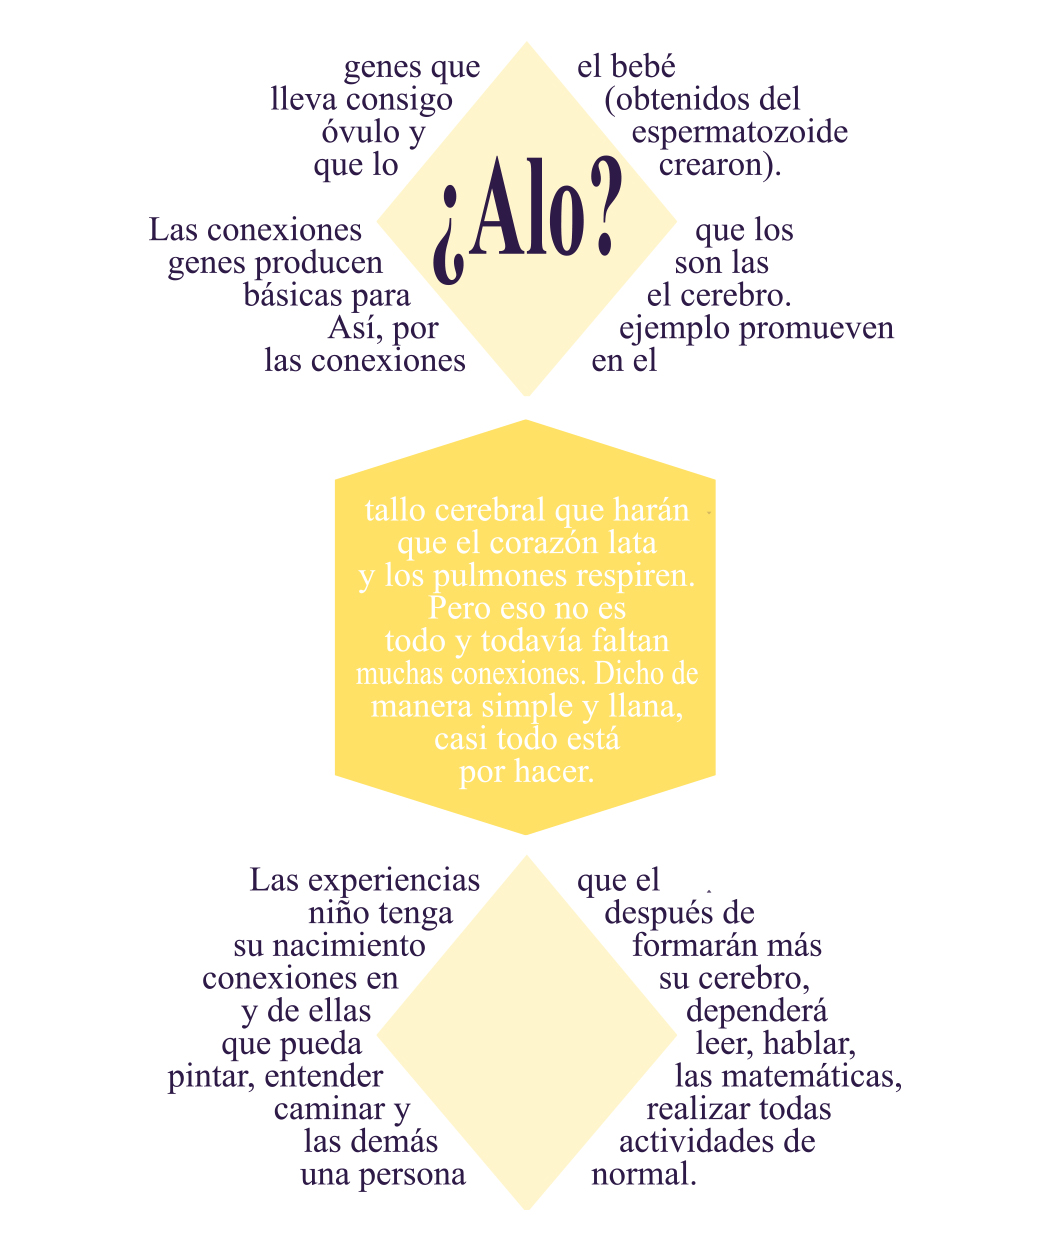 genes que el bebé
lleva consigo (obtenidos del
óvulo y espermatozoide
que lo crearon).
¿Alo?
Las conexiones que los
genes producen son las
básicas para el cerebro.
Así, por ejemplo promueven
las conexiones en el
tallo cerebral que harán
que el corazón lata
y los pulmones respiren.
Pero eso no es
todo y todavía faltan
muchas conexiones. Dicho de
manera simple y llana,
casi todo está
por hacer.
Las experiencias que el
niño tenga después de
su nacimiento formarán más
conexiones en su cerebro,
y de ellas dependerá
que pueda leer, hablar,
pintar, entender las matemáticas,
caminar y realizar todas
las demás actividades de
una persona normal.